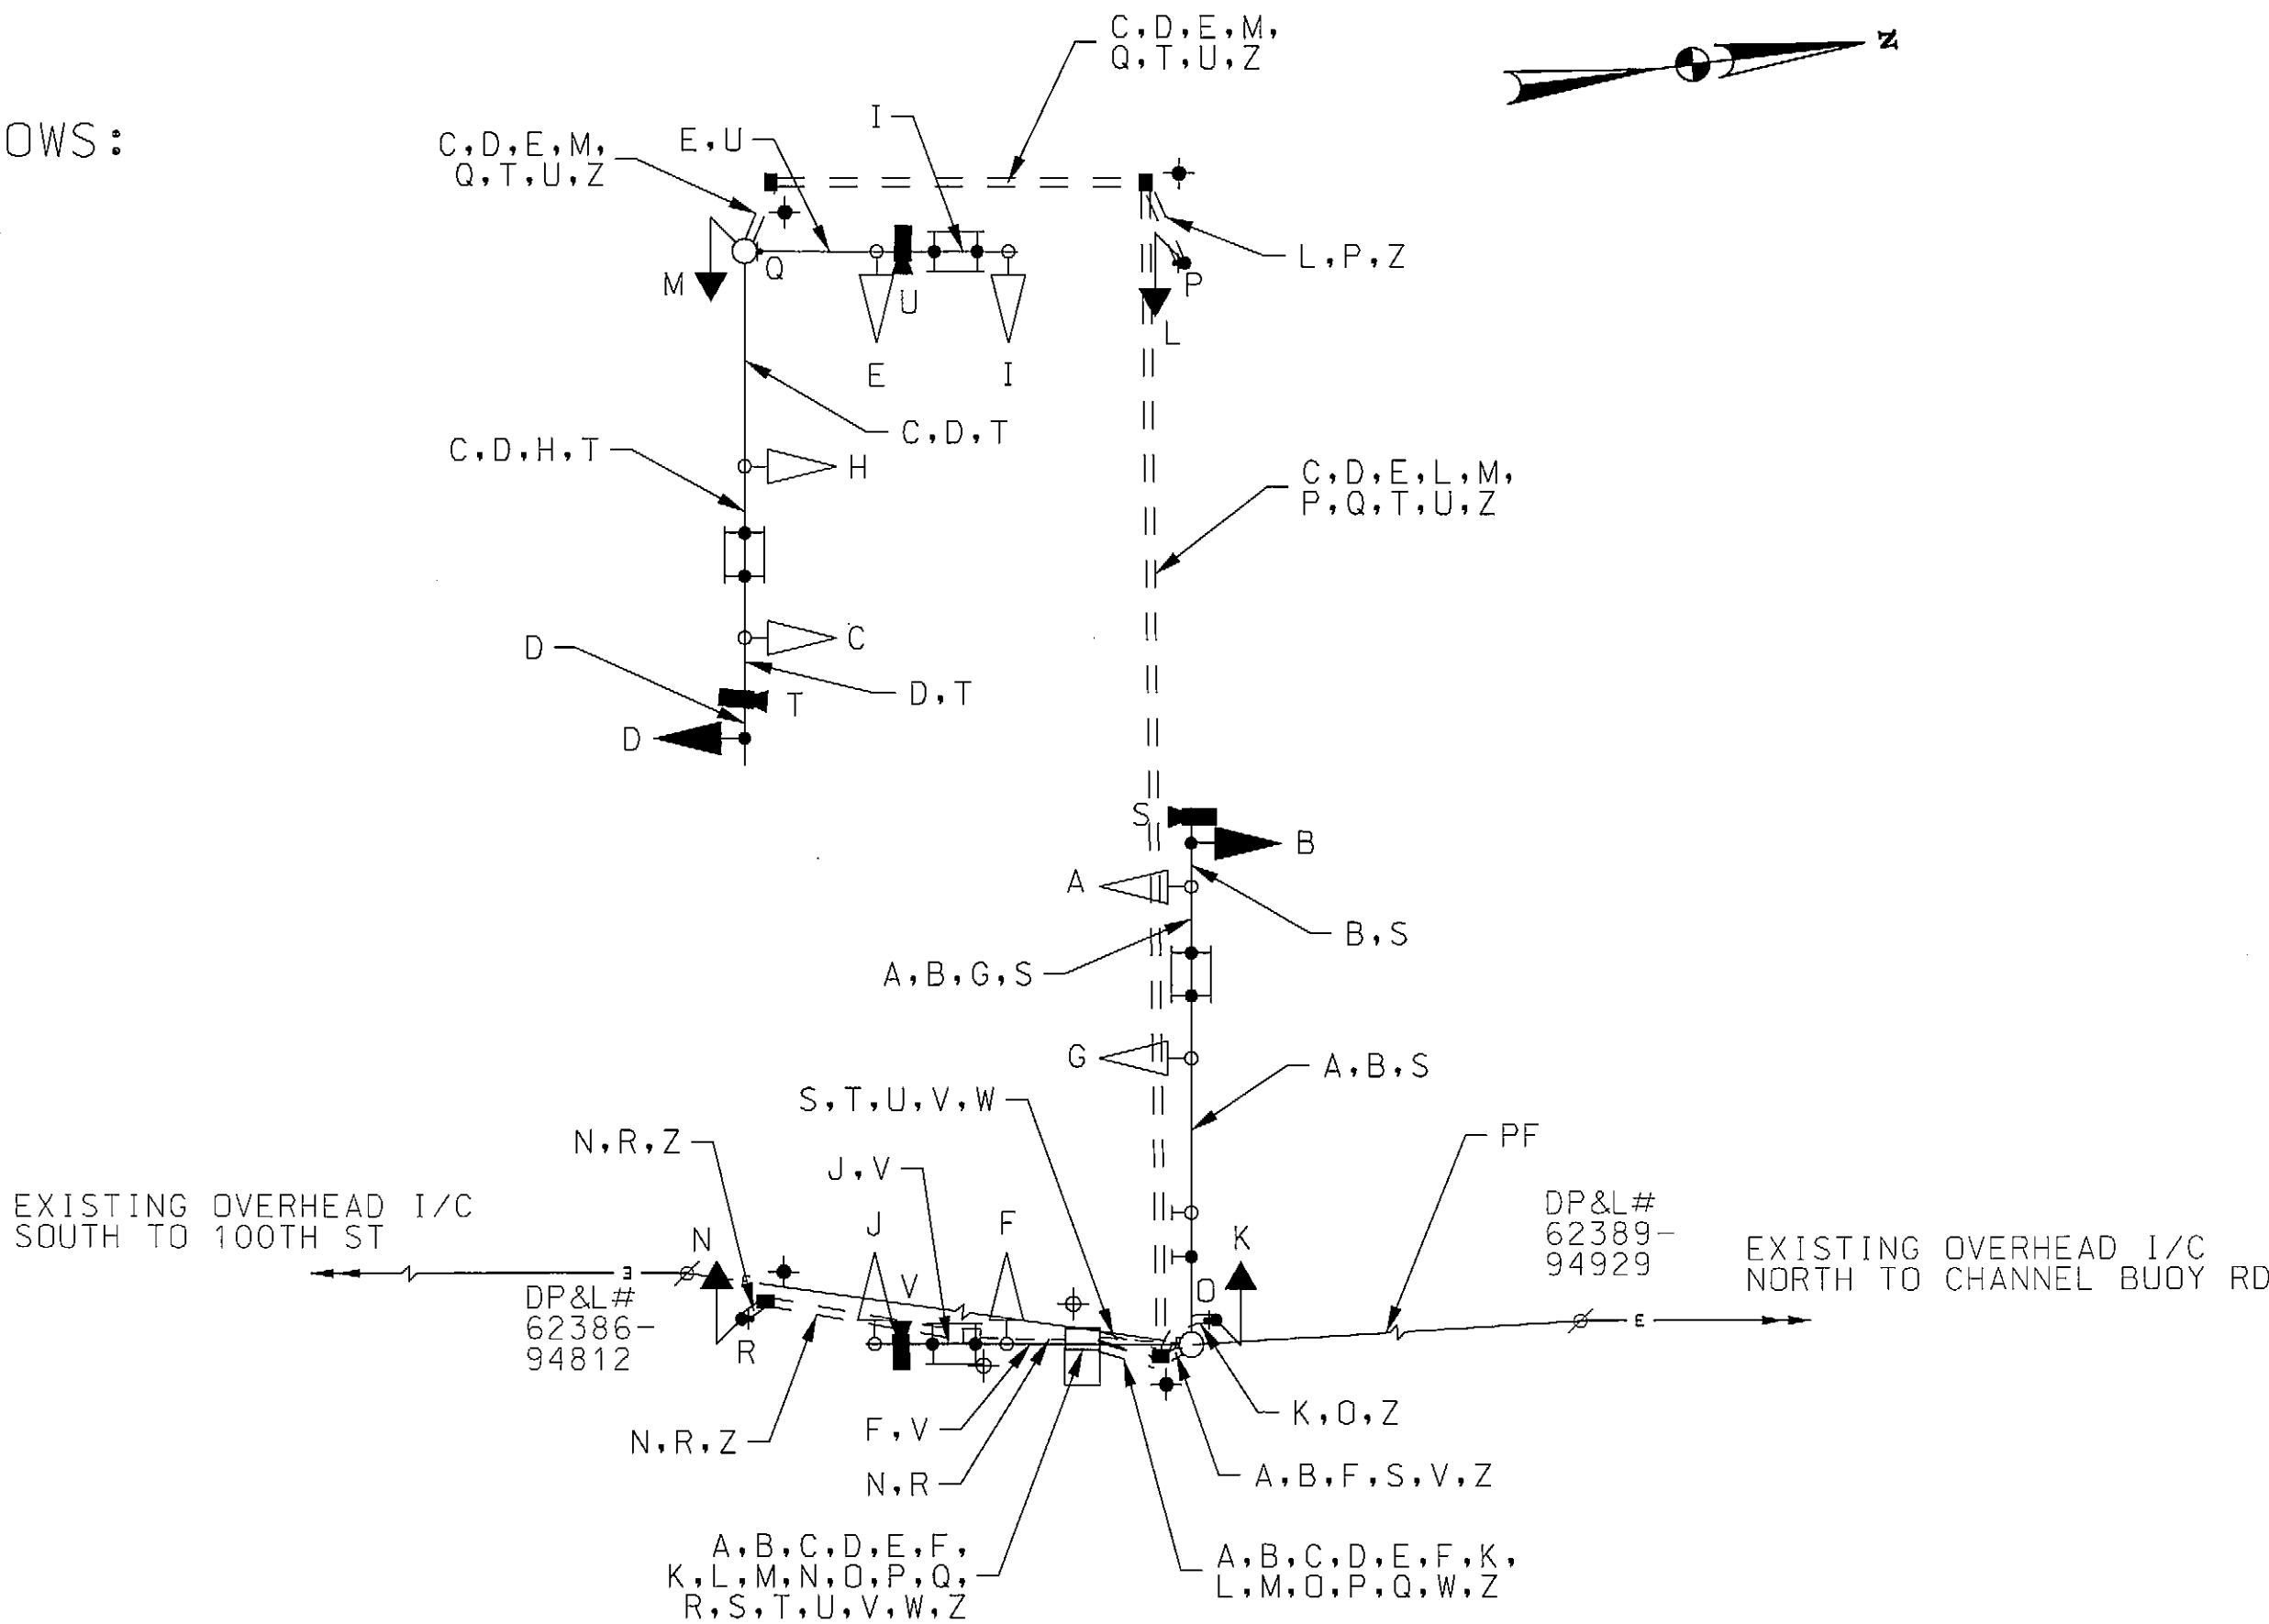 C,D,E,M,
Q,T,U,Z
Z
OWS:
C,D,E,M,
Q,T,U,Z
E,U
I
L,P,Z
M
Q
U
P
L
E
I
C,D,T
C,D,H,T
H
C,D,E,L,M,
P,Q,T,U,Z
C
D
D,T
T
D
S
B
A
B,S
A,B,G,S
G
A,B,S
S,T,U,V,W
N,R,Z
J,V
PF
EXISTING OVERHEAD I/C
SOUTH TO 100TH ST
N
J
F
K
DP&L#
62389-
94929
EXISTING OVERHEAD I/C
NORTH TO CHANNEL BUOY RD
E
E
V
O
E
DP&L#
62386-
94812
R
K,O,Z
F,V
N,R,Z
N,R
A,B,F,S,V,Z
A,B,C,D,E,F,
K,L,M,N,O,P,Q,
R,S,T,U,V,W,Z
A,B,C,D,E,F,K,
L,M,O,P,Q,W,Z